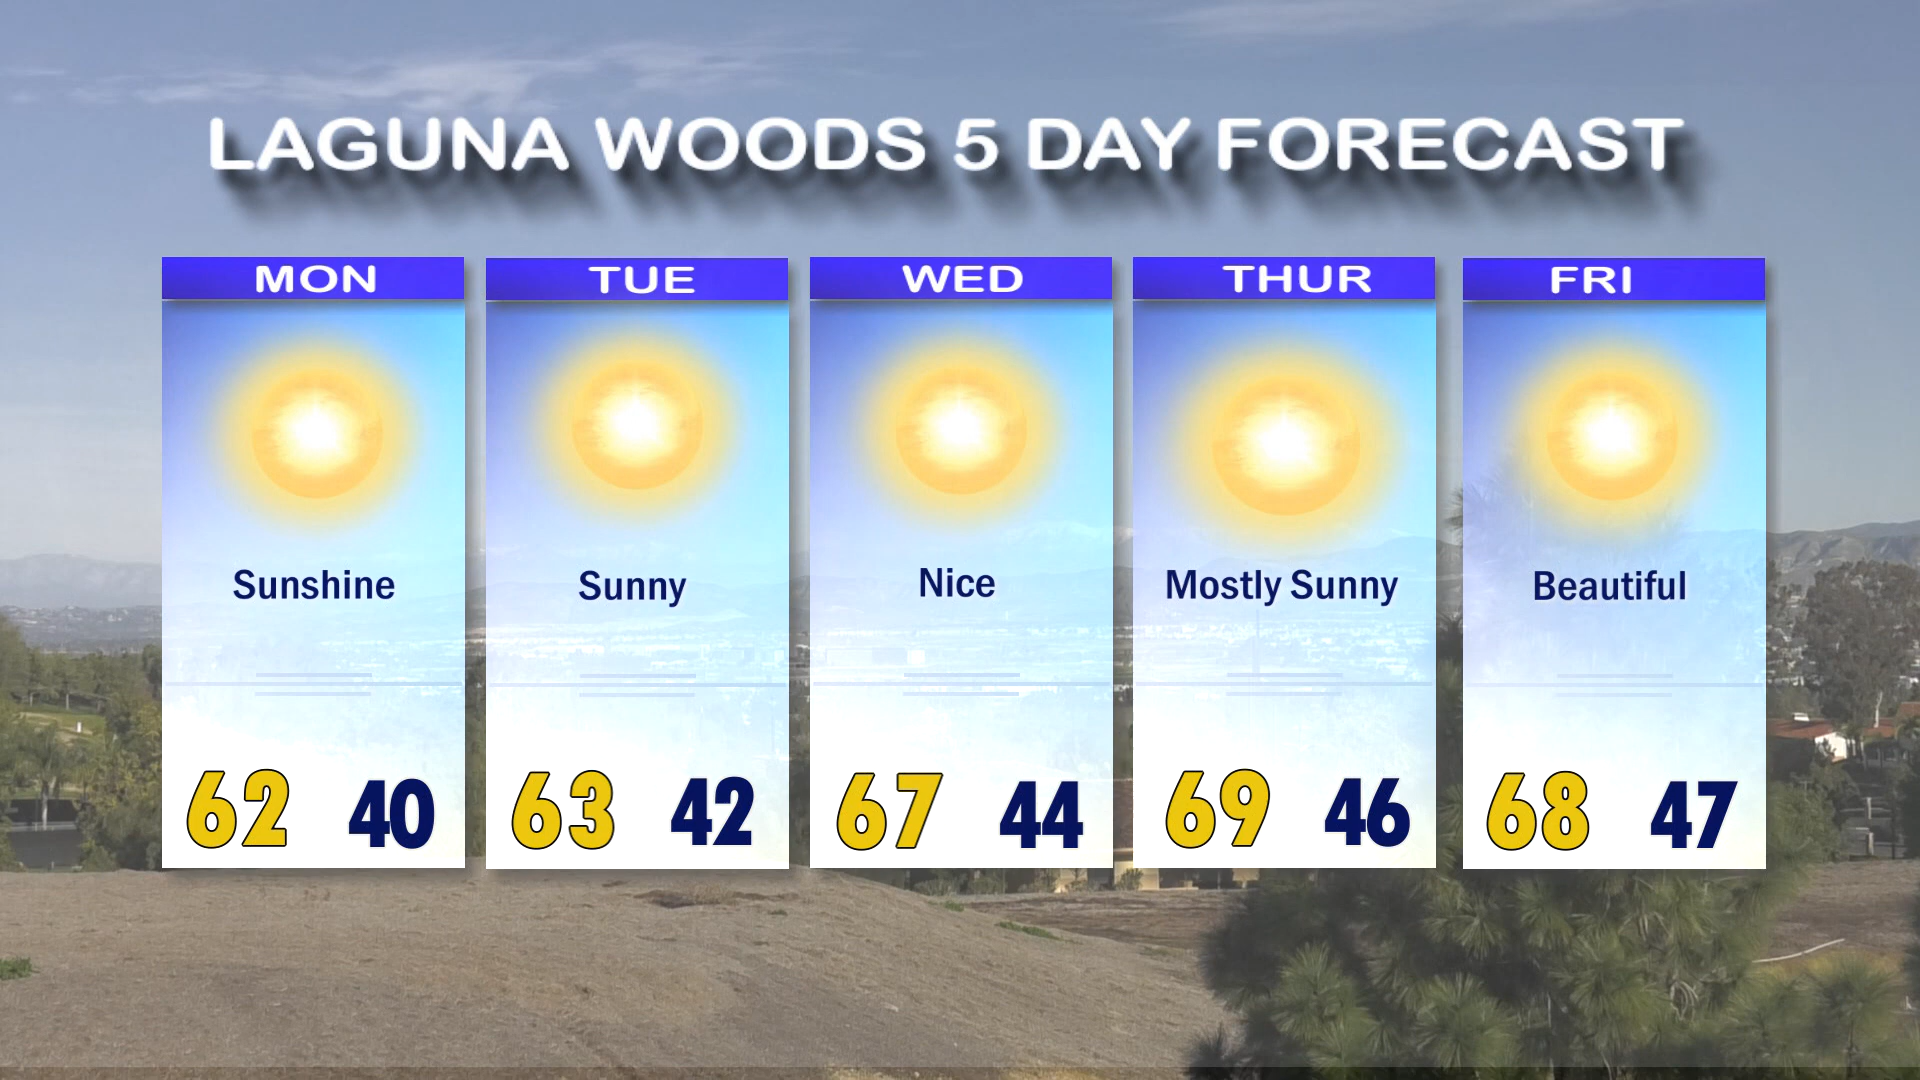 LAGUNA WOODS 5 DAY FORECAST
MON TUE WED THUR FRI
Sunshine Sunny Nice Mostly Sunny Beautiful
62 40 63 42 67 44 69 46 68 47